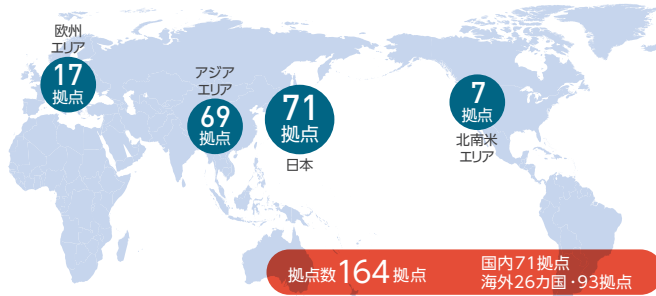 欧州
エリア
17
拠点
アジア
エリア
69
拠点
71
拠点
日本
7
拠点
北南米
エリア
拠点数164拠点
国内71拠点
海外26カ国・93拠点